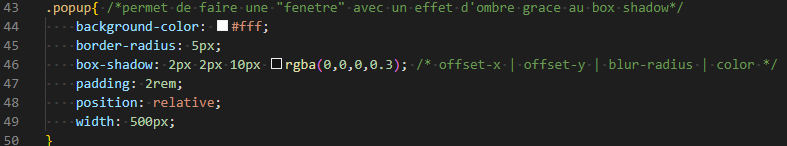 43 .popup{ /*permet de faire une "fenetre" avec un effet d'ombre grace au box shadow*/
44 background-color: #fff;
45 border-radius: 5px;
46 box-shadow: 2px 2px 10px rgba(0,0,0,0.3); /* offset-x | offset-y | blur-radius | color */
47 padding: 2rem;
48 position: relative;
49 width: 500px;
50 }